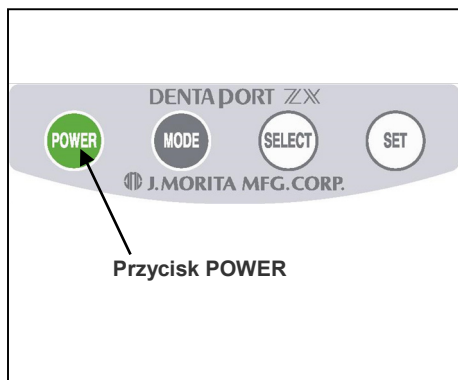 DENTAPORT ZX
POWER MODE SELECT SET
J.MORITA MFG.CORP.
Przycisk POWER